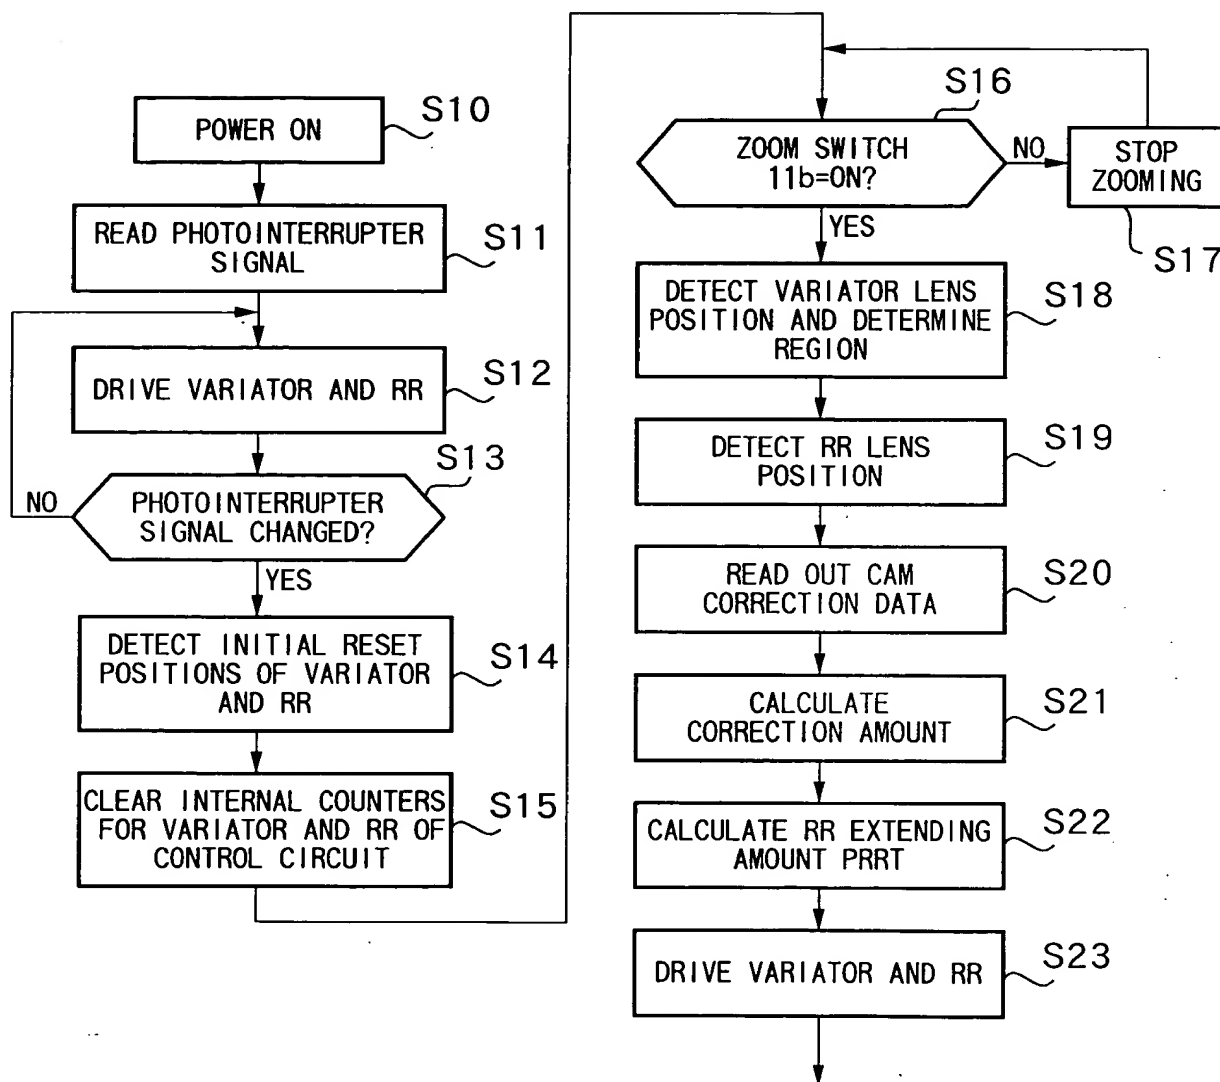 POWER ON
S10
READ PHOTOINTERRUPTER
SIGNAL
S11
DRIVE VARIATOR AND RR
S12
PHOTOINTERRUPTER
SIGNAL CHANGED?
S13
NO
YES
DETECT INITIAL RESET
POSITIONS OF VARIATOR
AND RR
S14
CLEAR INTERNAL COUNTERS
FOR VARIATOR AND RR OF
CONTROL CIRCUIT
S15
ZOOM SWITCH
11b=ON?
S16
NO
STOP
ZOOMING
S17
YES
DETECT VARIATOR LENS
POSITION AND DETERMINE
REGION
S18
DETECT RR LENS
POSITION
S19
READ OUT CAM
CORRECTION DATA
S20
CALCULATE
CORRECTION AMOUNT
S21
CALCULATE RR EXTENDING
AMOUNT PRRT
S22
DRIVE VARIATOR AND RR
S23